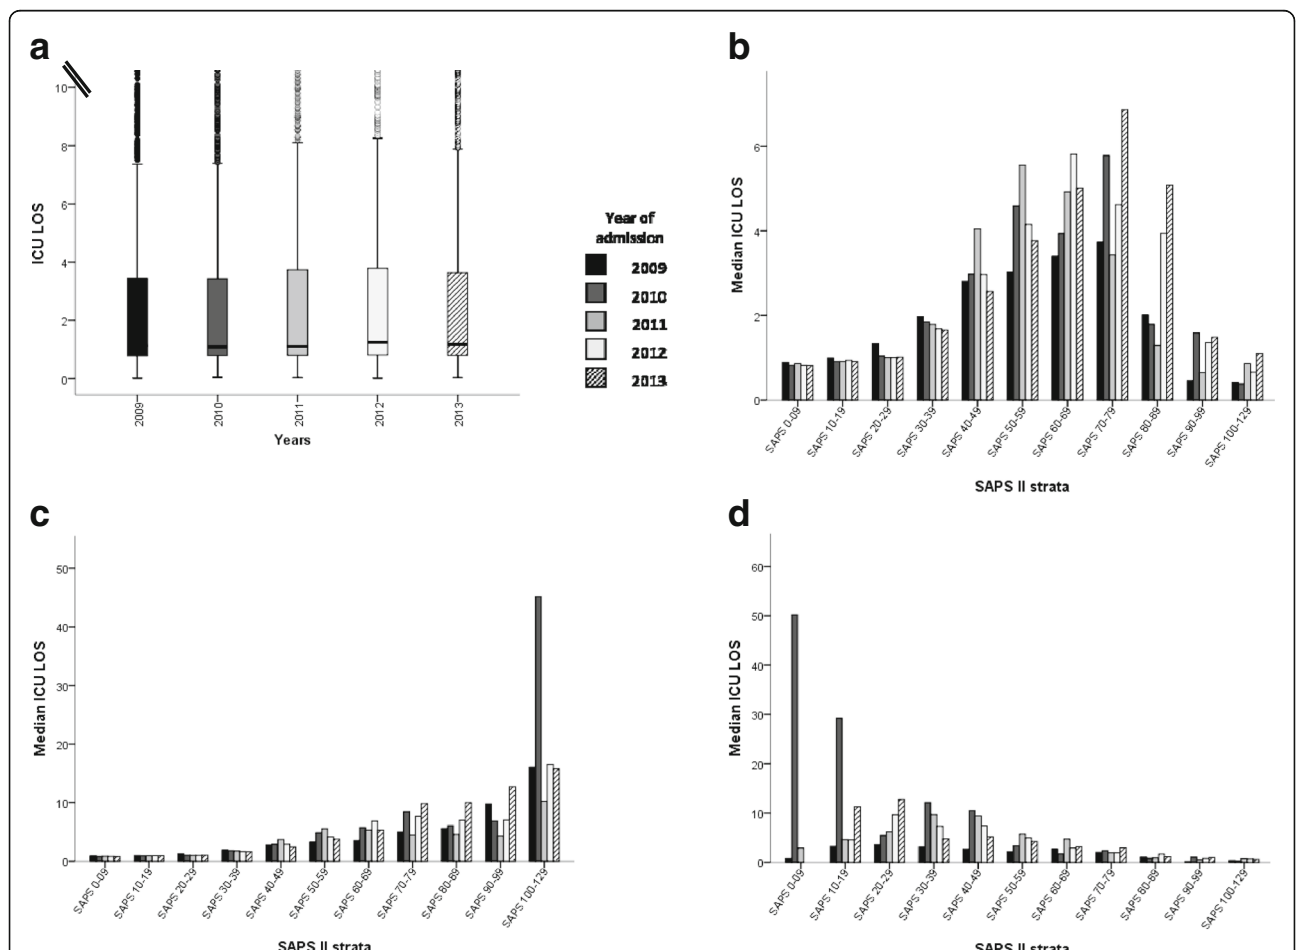 a
10
8
6
4
2
0
ICU LOS
2009
2010
2011
2012
2013
Years
Year of
admission
2009
2010
2011
2012
2013
b
6
4
2
0
Median ICU LOS
SAPS 0-09
SAPS 10-19
SAPS 20-29
SAPS 30-39
SAPS 40-49
SAPS 50-59
SAPS 60-69
SAPS 70-79
SAPS 80-89
SAPS 90-99
SAPS 100-129
SAPS II strata
c
50
40
30
20
10
0
Median ICU LOS
SAPS 0-09
SAPS 10-19
SAPS 20-29
SAPS 30-39
SAPS 40-49
SAPS 50-59
SAPS 60-69
SAPS 70-79
SAPS 80-89
SAPS 90-99
SAPS 100-129
SAPS II strata
d
60
50
40
30
20
10
0
Median ICU LOS
SAPS 0-09
SAPS 10-19
SAPS 20-29
SAPS 30-39
SAPS 40-49
SAPS 50-59
SAPS 60-69
SAPS 70-79
SAPS 80-89
SAPS 90-99
SAPS 100-129
SAPS II strata